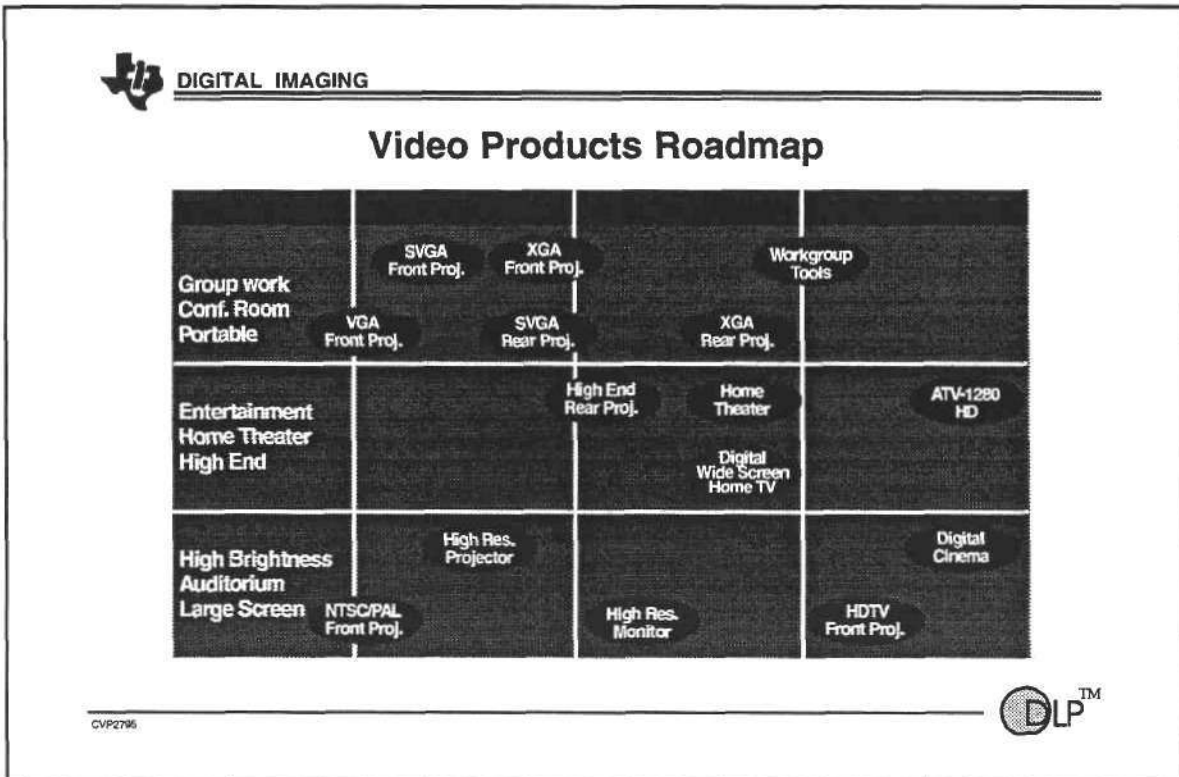 DIGITAL IMAGING
Video Products Roadmap
Group work
Conf. Room
Portable
SVGA
Front Proj.
XGA
Front Proj.
Workgroup
Tools
VGA
Front Proj.
SVGA
Rear Proj.
XGA
Rear Proj.
Entertainment
Home Theater
High End
High End
Rear Proj.
Home
Theater
ATV-1280
HD
Digital
Wide Screen
Home TV
High Brightness
Auditorium
Large Screen
High Res.
Projector
Digital
Cinema
NTSC/PAL
Front Proj.
High Res.
Monitor
HDTV
Front Proj.
CVP2795
DLP™